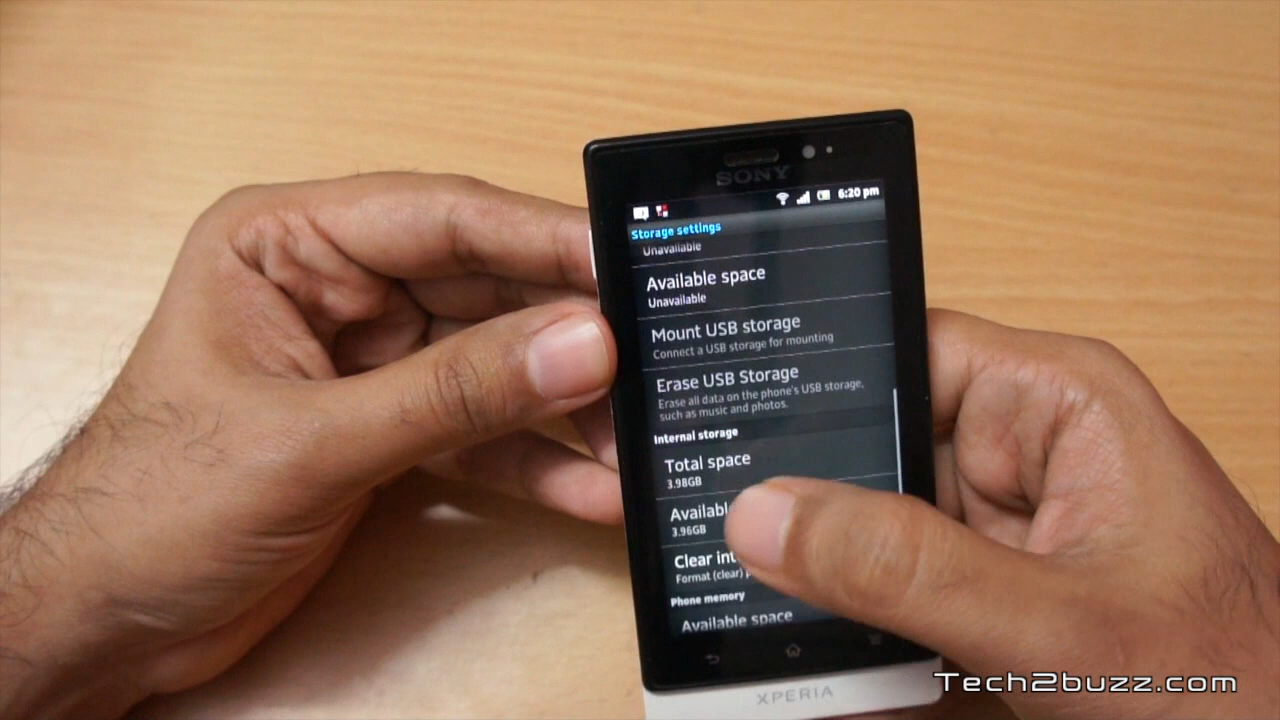 SONY
6:20 pm
Storage settings
Unavailable
Available space
Unavailable
Mount USB storage
Connect a USB storage for mounting
Erase USB Storage
Erase all data on the phone's USB storage,
such as music and photos.
Internal storage
Total space
3.98GB
Availabl
3.96GB
Clear int
Format (clear) p
Phone memory
Available space
XPERIA
Tech2buzz.com